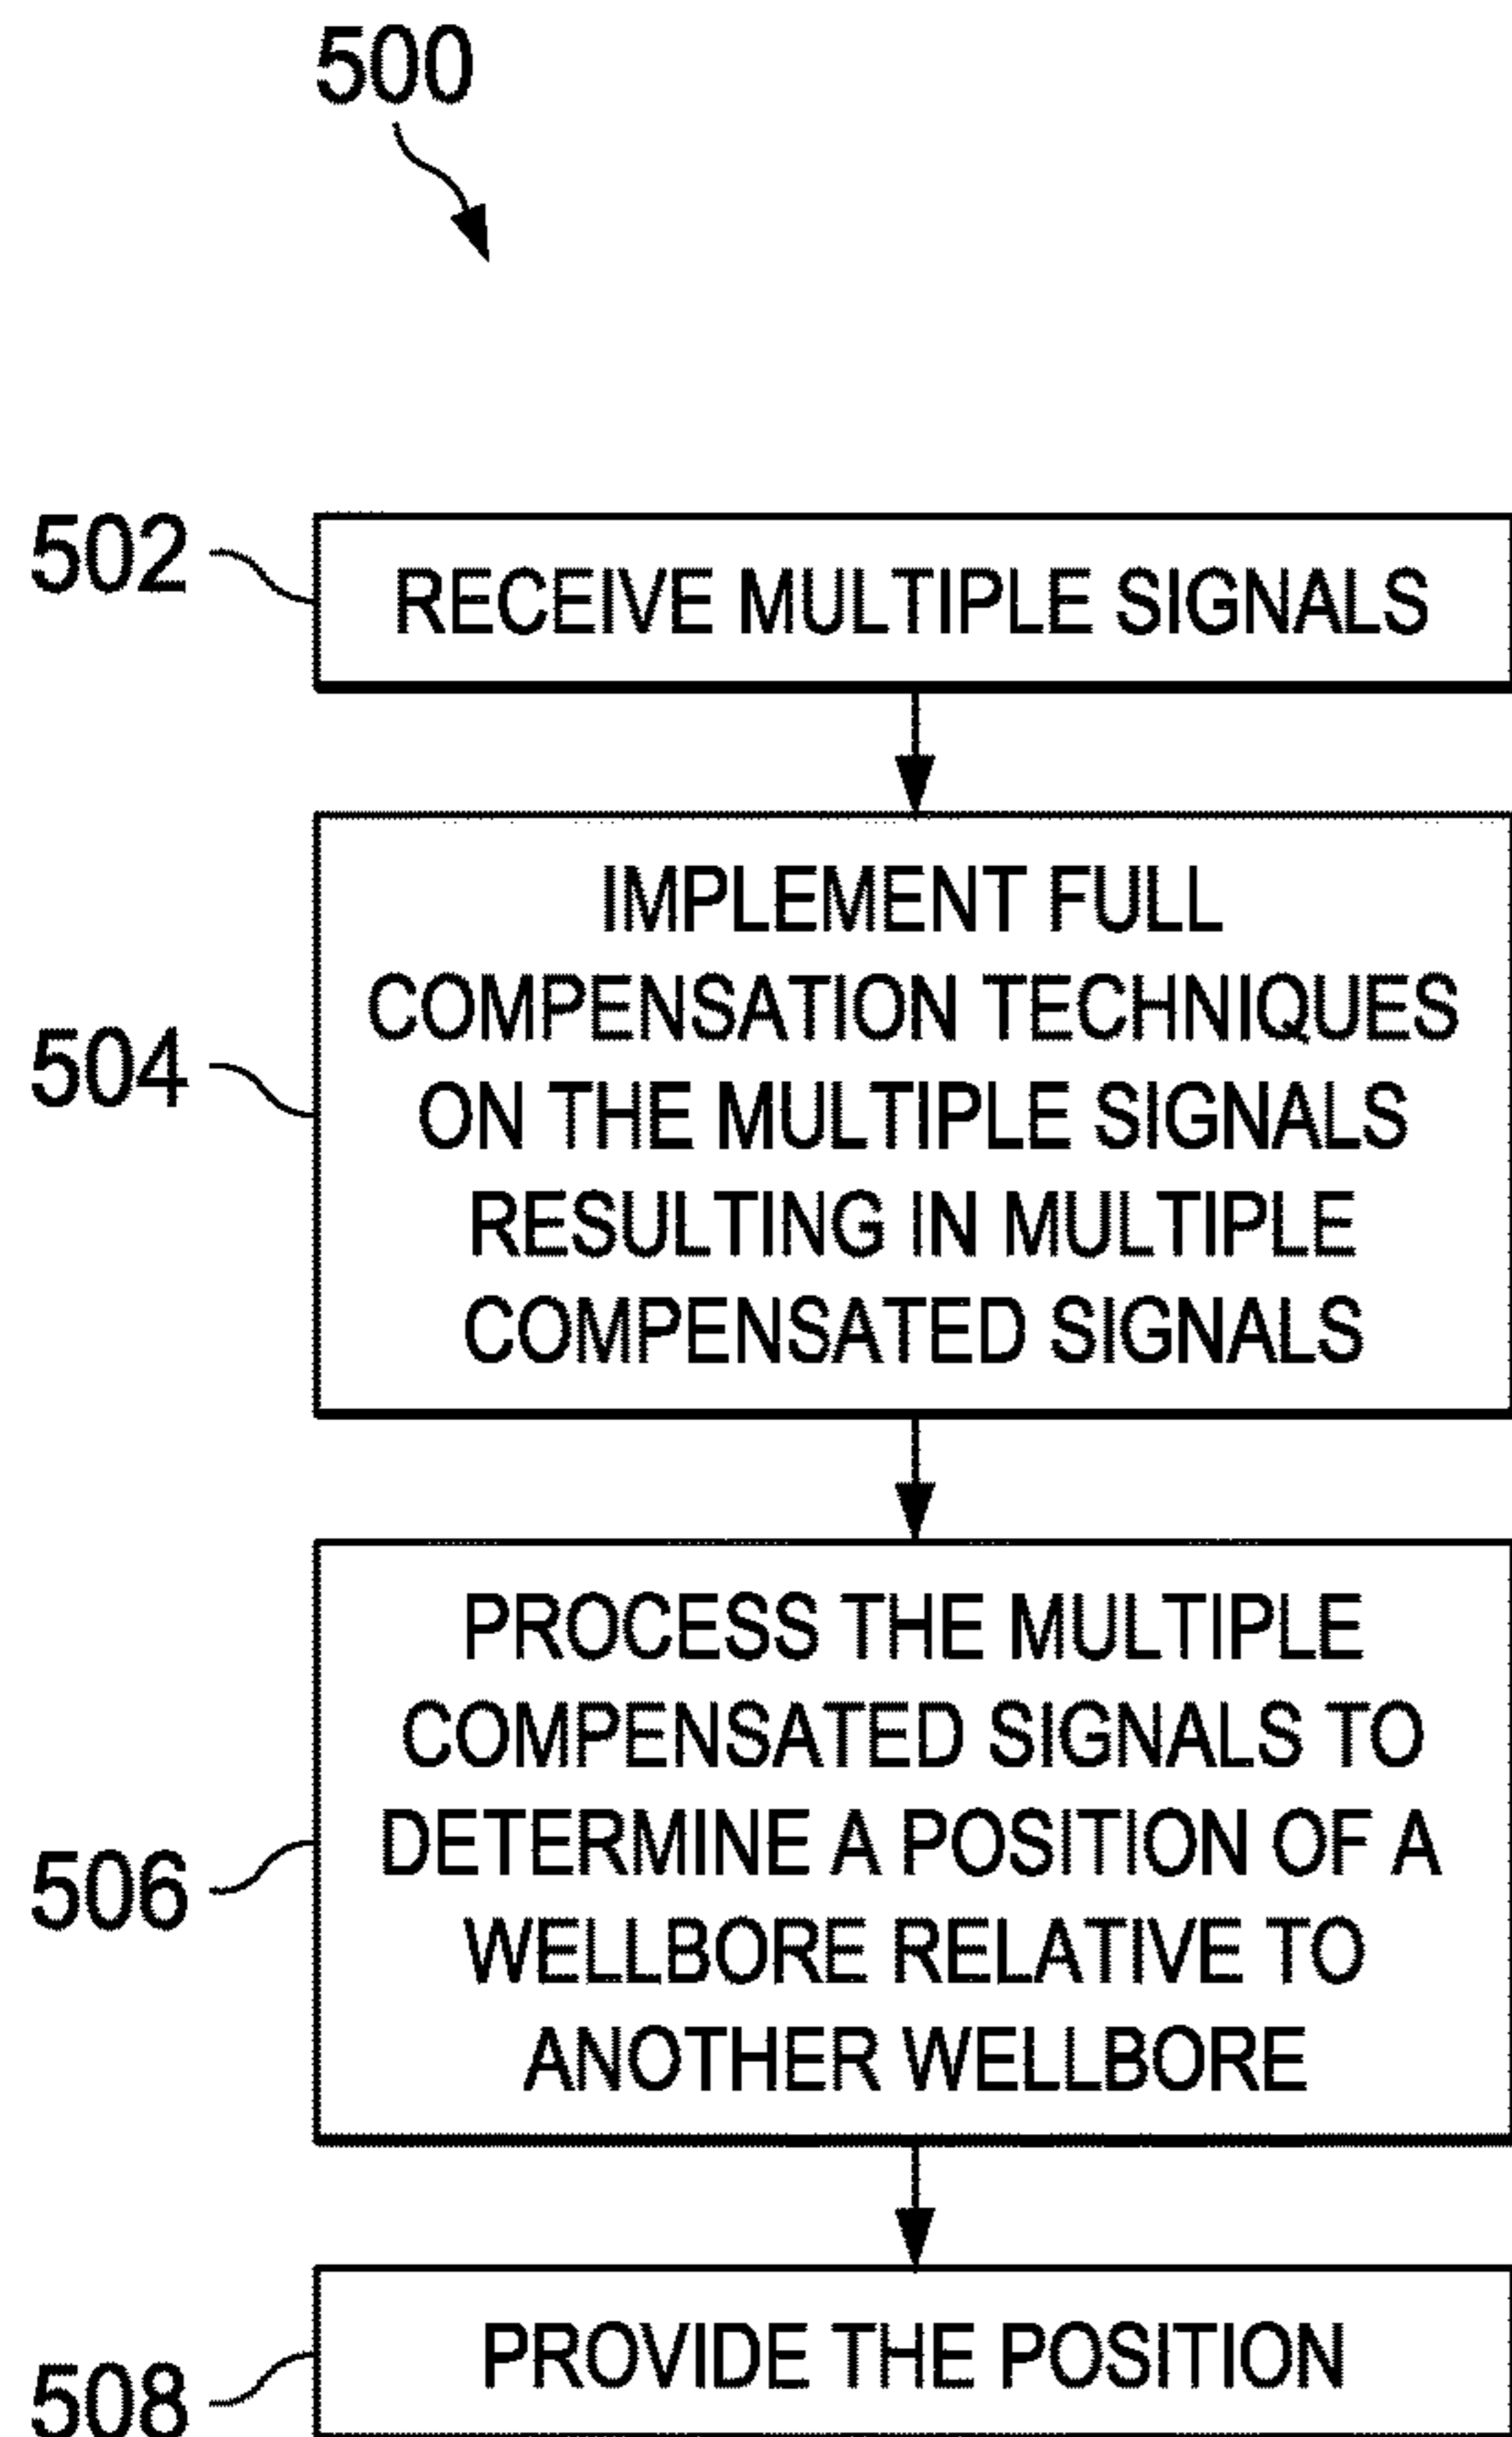 500
502
RECEIVE MULTIPLE SIGNALS
504
IMPLEMENT FULL
COMPENSATION TECHNIQUES
ON THE MULTIPLE SIGNALS
RESULTING IN MULTIPLE
COMPENSATED SIGNALS
506
PROCESS THE MULTIPLE
COMPENSATED SIGNALS TO
DETERMINE A POSITION OF A
WELLBORE RELATIVE TO
ANOTHER WELLBORE
508
PROVIDE THE POSITION